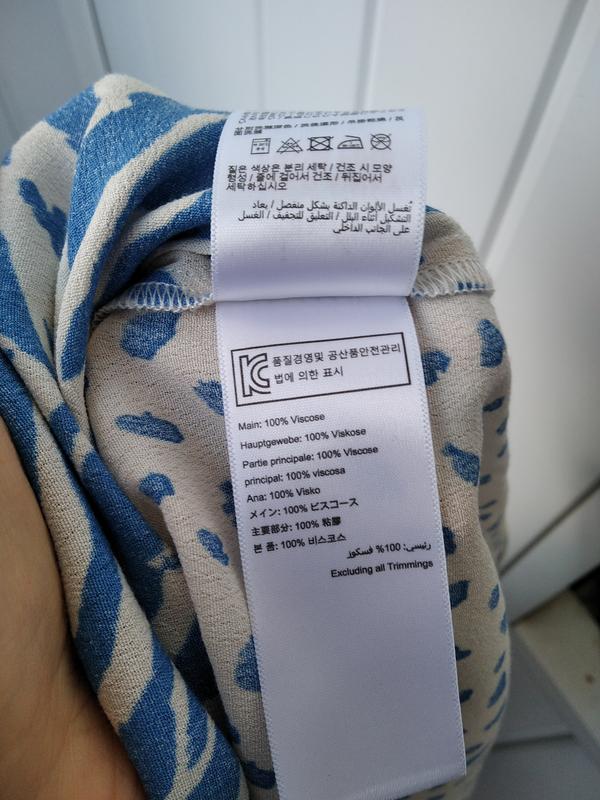 젖은 색상은 분리 세탁 / 건조 시 모양
형상 / 줄에 걸어서 건조 / 뒤집어서
세탁하십시오
تغسل الألوان الداكنة بشكل منفصل / يعاد
التشكيل أثناء البلل / التعليق للتجفيف / الغسل
على الجانب الداخلي
품질경영및 공산품안전관리
법에 의한 표시
Main: 100% Viscose
Hauptgewebe: 100% Viskose
Partie principale: 100% Viscose
principal: 100% viscosa
Ana: 100% Visko
メイン: 100% ビスコース
主要部分: 100% 粘膠
본 품: 100% 비스코스
رئيسي: 100% فسكوز
Excluding all Trimmings